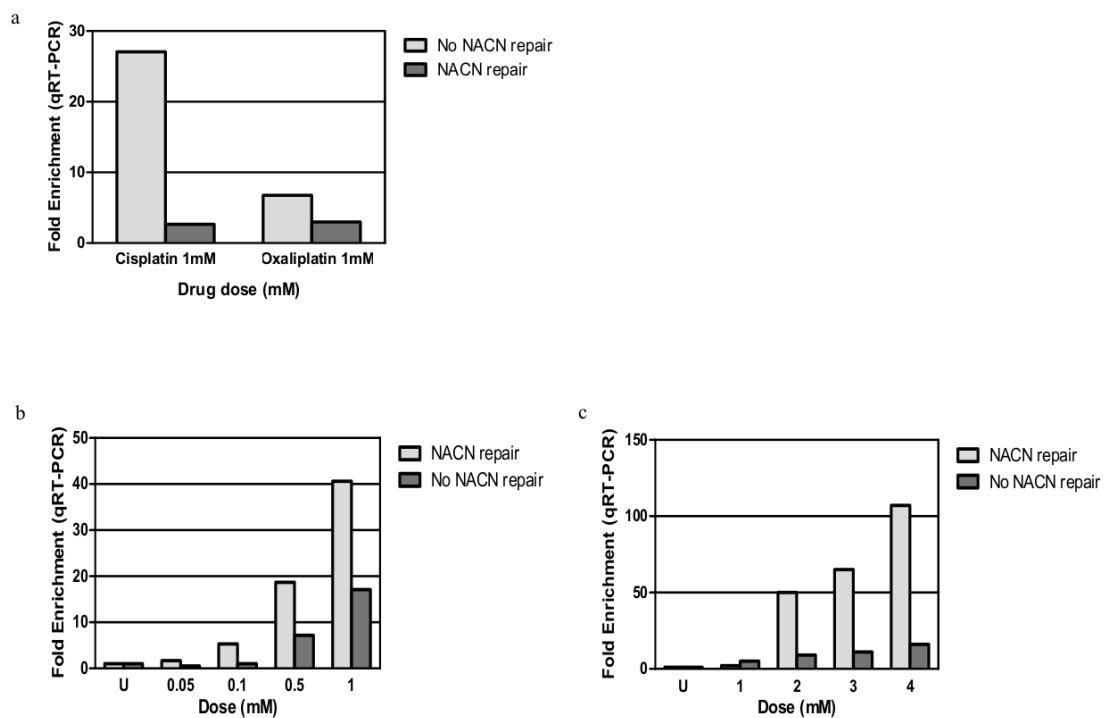 a
30
20
10
0
Fold Enrichment (qRT-PCR)
No NACN repair
NACN repair
Cisplatin 1mM
Oxaliplatin 1mM
Drug dose (mM)
b
50
40
30
20
10
0
Fold Enrichment (qRT-PCR)
NACN repair
No NACN repair
U 0.05 0.1 0.5 1
Dose (mM)
c
150
100
50
0
Fold Enrichment (qRT-PCR)
NACN repair
No NACN repair
U 1 2 3 4
Dose (mM)